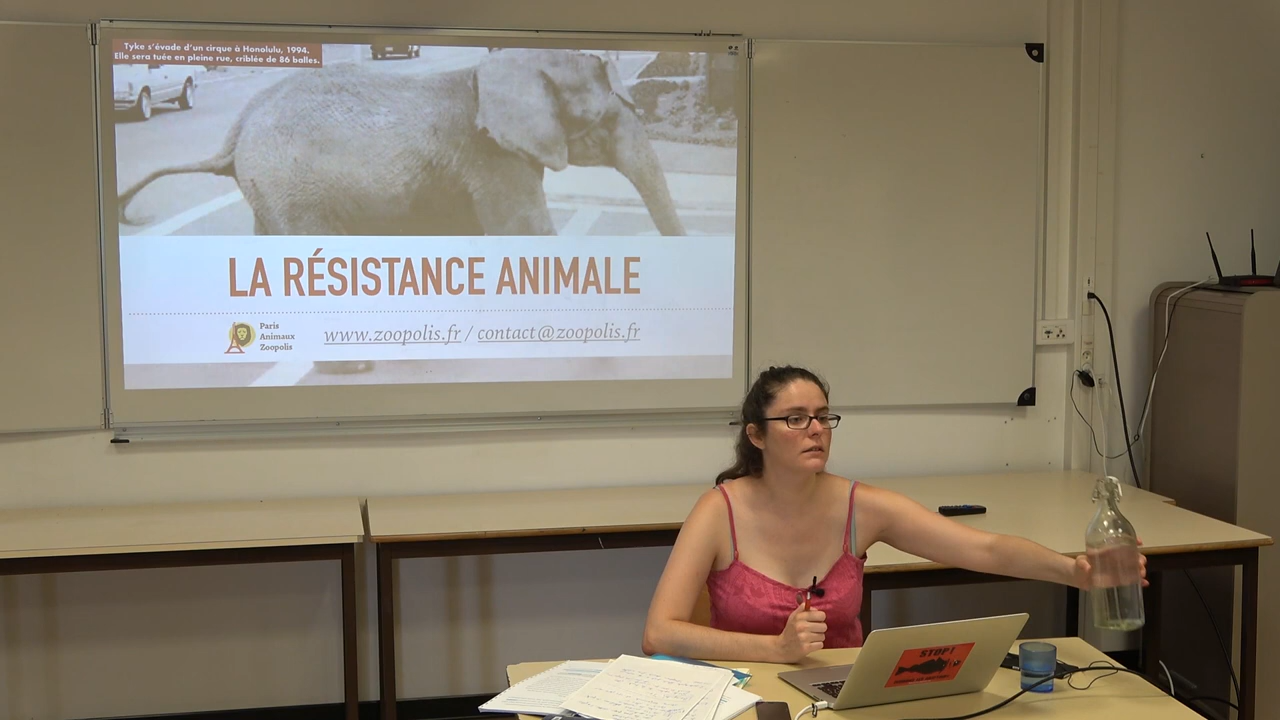 Tyke s'évade d'un cirque à Honolulu, 1994.
Elle sera tuée en pleine rue, criblée de 86 balles.
LA RÉSISTANCE ANIMALE
Paris
Animaux
Zoopolis
www.zoopolis.fr / contact@zoopolis.fr
STOP!